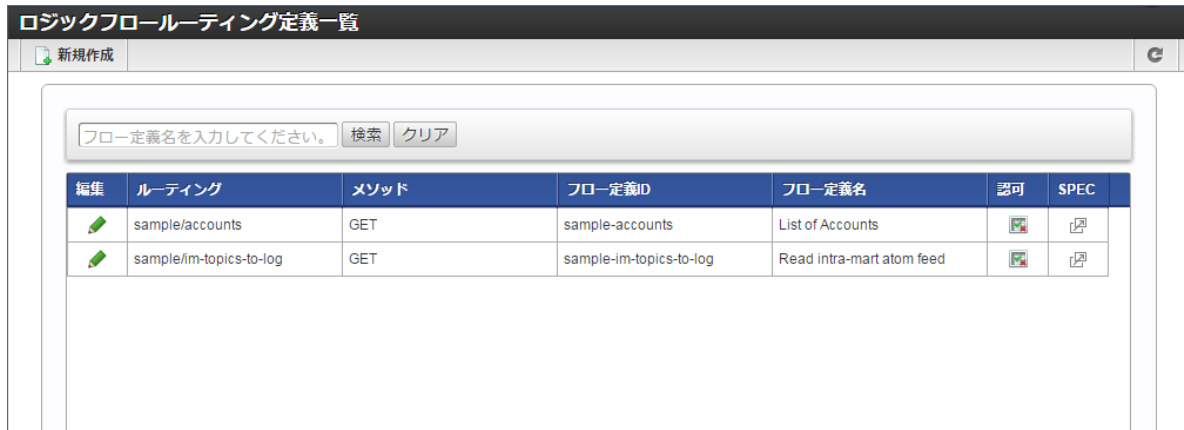 ロジックフロールーティング定義一覧
新規作成
フロー定義名を入力してください。 検索 クリア
編集 ルーティング メソッド フロー定義ID フロー定義名 認可 SPEC
sample/accounts GET sample-accounts List of Accounts
sample/im-topics-to-log GET sample-im-topics-to-log Read intra-mart atom feed